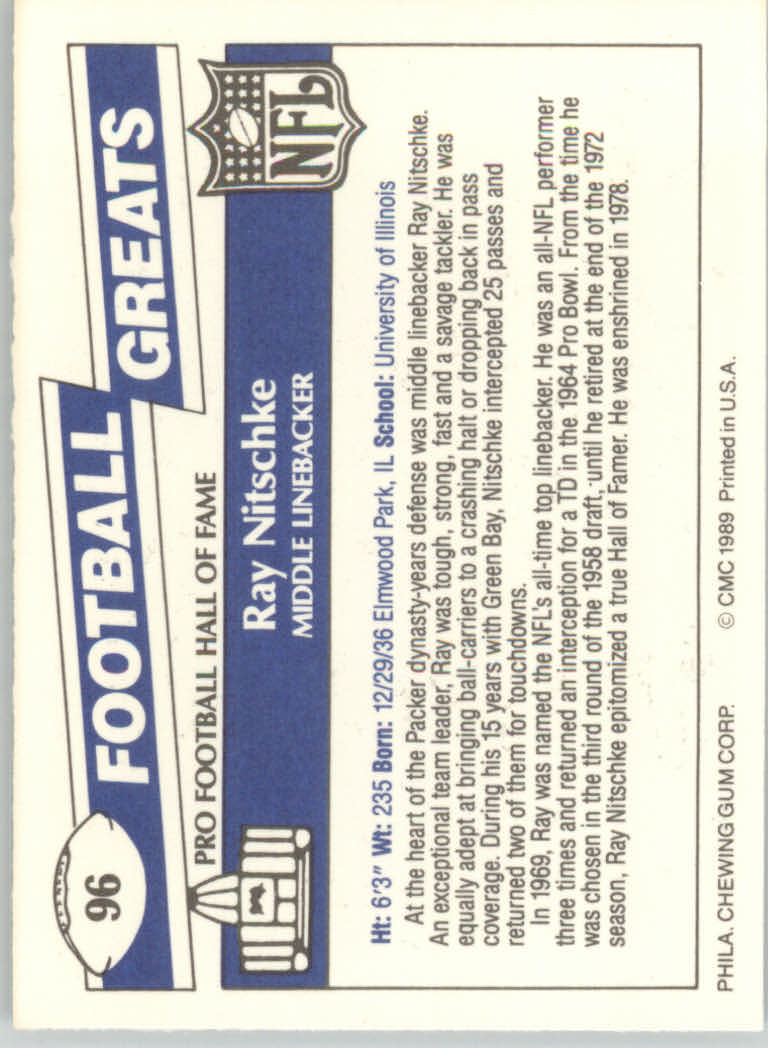 96
FOOTBALL
GREATS
PRO FOOTBALL HALL OF FAME
NFL
Ray Nitschke
MIDDLE LINEBACKER
Ht: 6'3" Wt: 235 Born: 12/29/36 Elmwood Park, IL School: University of Illinois
At the heart of the Packer dynasty-years defense was middle linebacker Ray Nitschke.
An exceptional team leader, Ray was tough, strong, fast and a savage tackler. He was
equally adept at bringing ball-carriers to a crashing halt or dropping back in pass
coverage. During his 15 years with Green Bay, Nitschke intercepted 25 passes and
returned two of them for touchdowns.
In 1969, Ray was named the NFL's all-time top linebacker. He was an all-NFL performer
three times and returned an interception for a TD in the 1964 Pro Bowl. From the time he
was chosen in the third round of the 1958 draft, until he retired at the end of the 1972
season, Ray Nitschke epitomized a true Hall of Famer. He was enshrined in 1978.
PHILA. CHEWING GUM CORP. © CMC 1989 Printed in U.S.A.